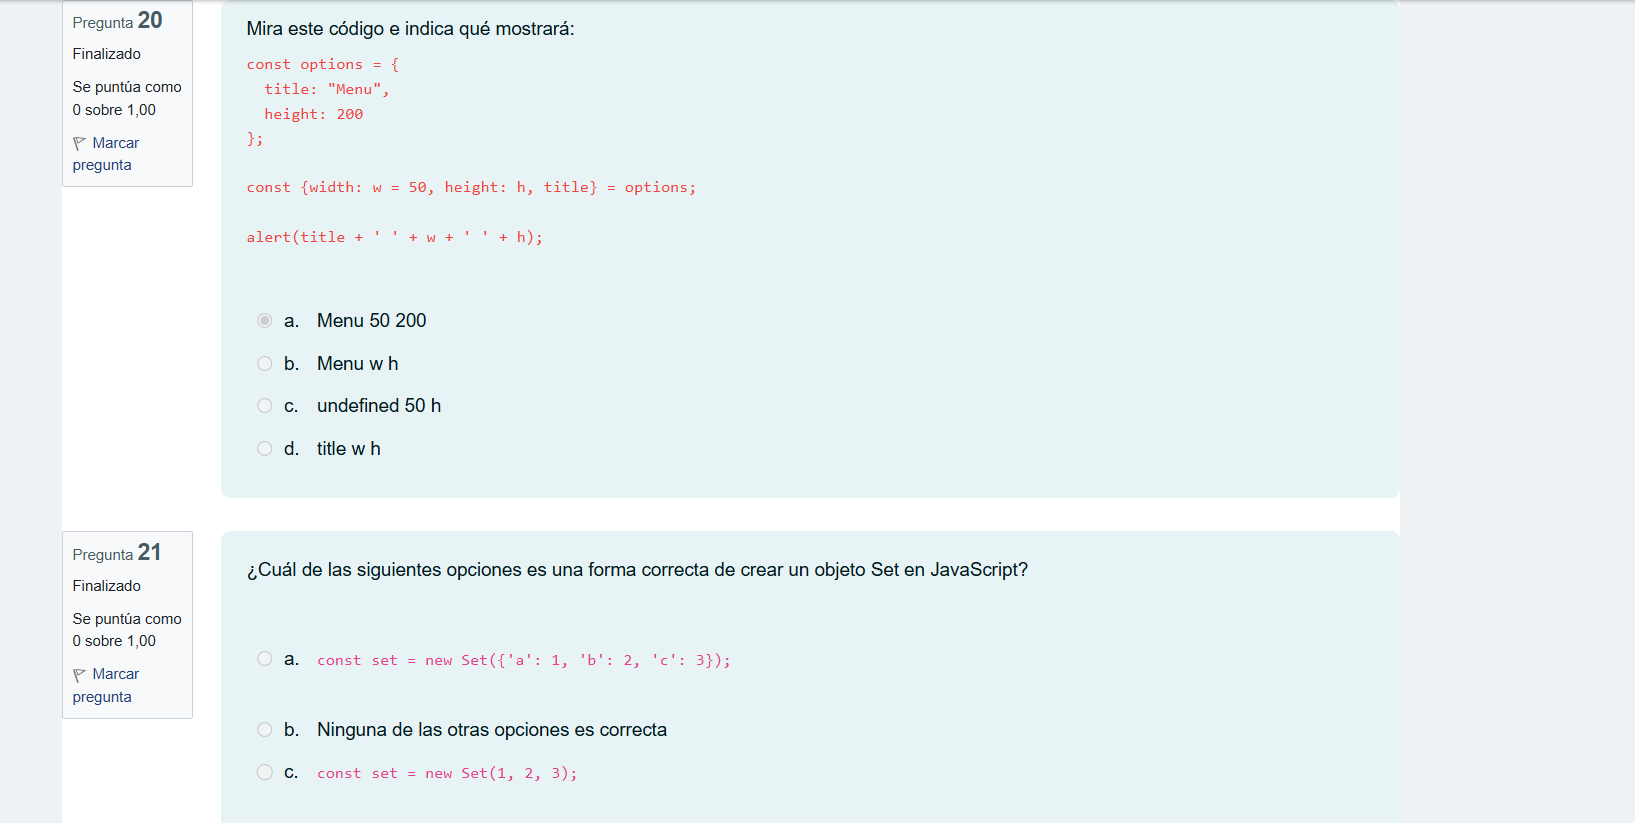 Pregunta 20
Finalizado
Se puntúa como
0 sobre 1,00
Marcar
pregunta
Mira este código e indica qué mostrará:
const options = {
  title: "Menu",
  height: 200
};
const {width: w = 50, height: h, title} = options;
alert(title + ' ' + w + ' ' + h);
a. Menu 50 200
b. Menu w h
c. undefined 50 h
d. title w h
Pregunta 21
Finalizado
Se puntúa como
0 sobre 1,00
Marcar
pregunta
¿Cuál de las siguientes opciones es una forma correcta de crear un objeto Set en JavaScript?
a. const set = new Set({'a': 1, 'b': 2, 'c': 3});
b. Ninguna de las otras opciones es correcta
c. const set = new Set(1, 2, 3);